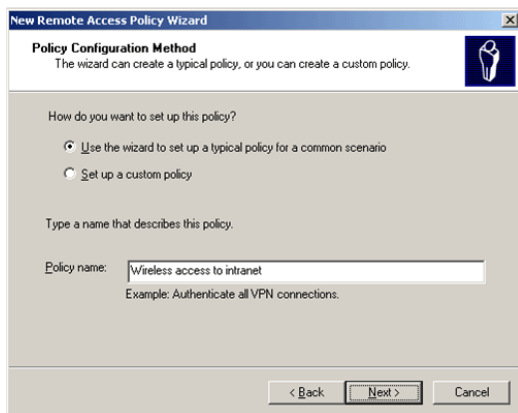 New Remote Access Policy Wizard
Policy Configuration Method
The wizard can create a typical policy, or you can create a custom policy.
How do you want to set up this policy?
Use the wizard to set up a typical policy for a common scenario
Set up a custom policy
Type a name that describes this policy.
Policy name: Wireless access to intranet
Example: Authenticate all VPN connections.
< Back Next > Cancel